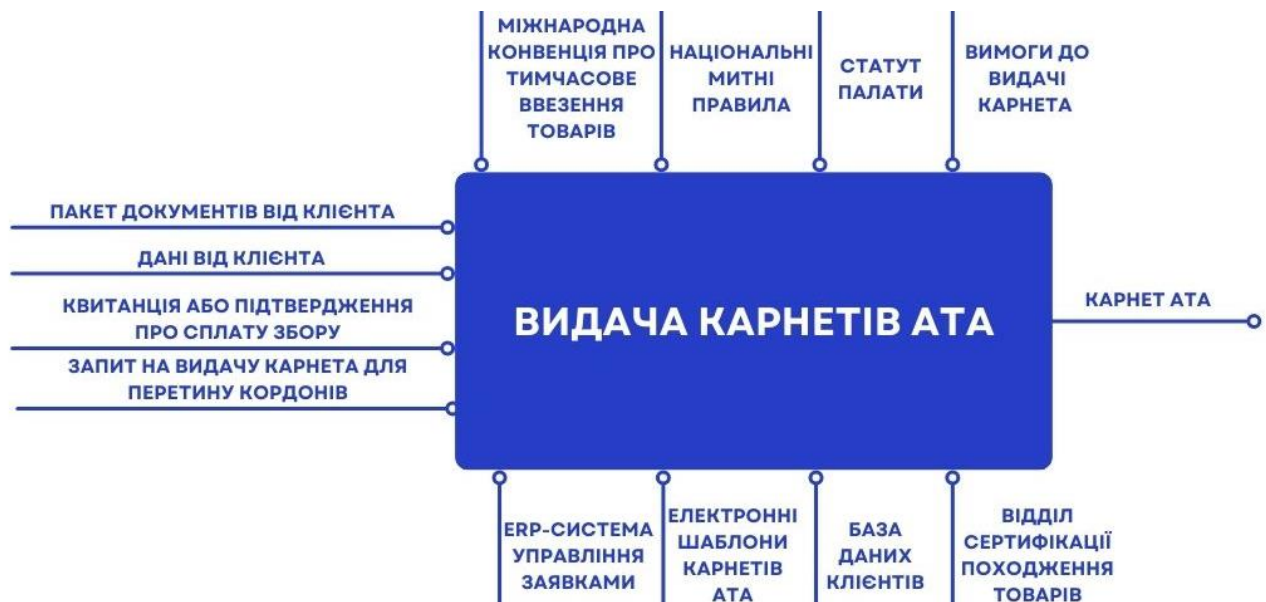 МІЖНАРОДНА
КОНВЕНЦІЯ ПРО
ТИМЧАСОВЕ
ВВЕЗЕННЯ
ТОВАРІВ
НАЦІОНАЛЬНІ
МИТНІ
ПРАВИЛА
СТАТУТ
ПАЛАТИ
ВИМОГИ ДО
ВИДАЧІ
КАРНЕТА
ПАКЕТ ДОКУМЕНТІВ ВІД КЛІЄНТА
ДАНІ ВІД КЛІЄНТА
КВИТАНЦІЯ АБО ПІДТВЕРДЖЕННЯ
ПРО СПЛАТУ ЗБОРУ
ЗАПИТ НА ВИДАЧУ КАРНЕТА ДЛЯ
ПЕРЕТИНУ КОРДОНІВ
ВИДАЧА КАРНЕТІВ АТА
КАРНЕТ АТА
ERP-СИСТЕМА
УПРАВЛІННЯ
ЗАЯВКАМИ
ЕЛЕКТРОННІ
ШАБЛОНИ
КАРНЕТІВ
АТА
БАЗА
ДАНИХ
КЛІЄНТІВ
ВІДДІЛ
СЕРТИФІКАЦІЇ
ПОХОДЖЕННЯ
ТОВАРІВ